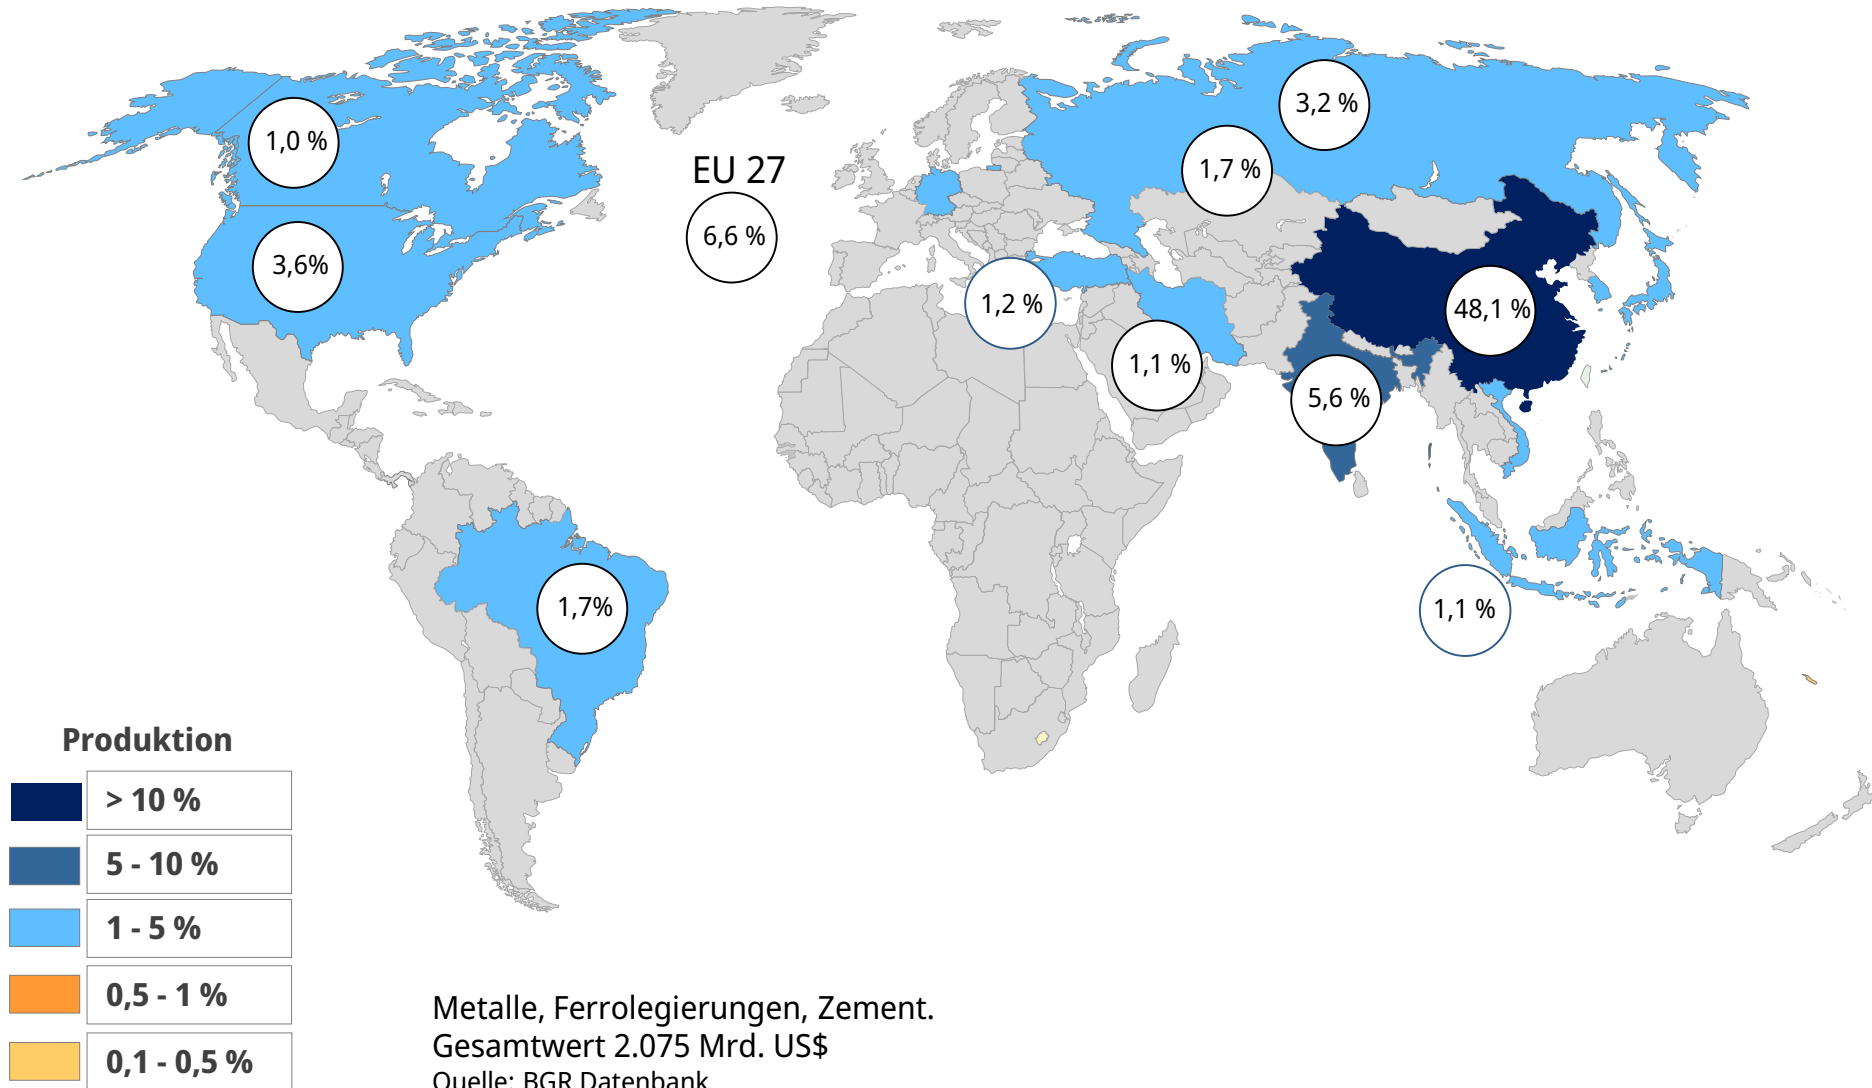 3,2 %
1,0 %
EU 27
1,7 %
6,6 %
3,6%
1,2 %
48,1 %
1,1 %
5,6 %
1,7%
1,1 %
Produktion
> 10 %
5 - 10 %
1 - 5 %
0,5 - 1 %
0,1 - 0,5 %
Metalle, Ferrolegierungen, Zement.
Gesamtwert 2.075 Mrd. US$
Quelle: BGR Datenbank